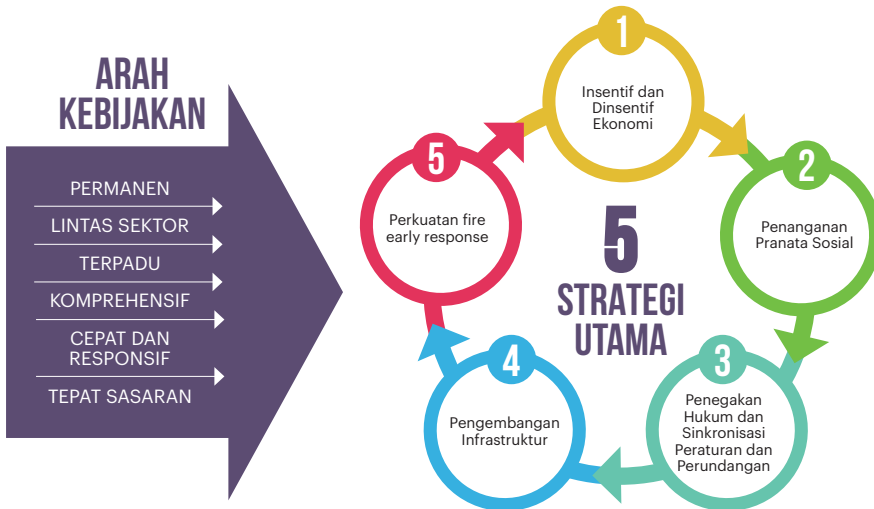 ARAH
KEBIJAKAN
PERMANEN
LINTAS SEKTOR
TERPADU
KOMPREHENSIF
CEPAT DAN
RESPONSIF
TEPAT SASARAN
5
STRATEGI
UTAMA
1
Insentif dan
Dinsentif
Ekonomi
2
Penanganan
Pranata Sosial
3
Penegakan
Hukum dan
Sinkronisasi
Peraturan dan
Perundangan
4
Pengembangan
Infrastruktur
5
Perkuatan fire
early response